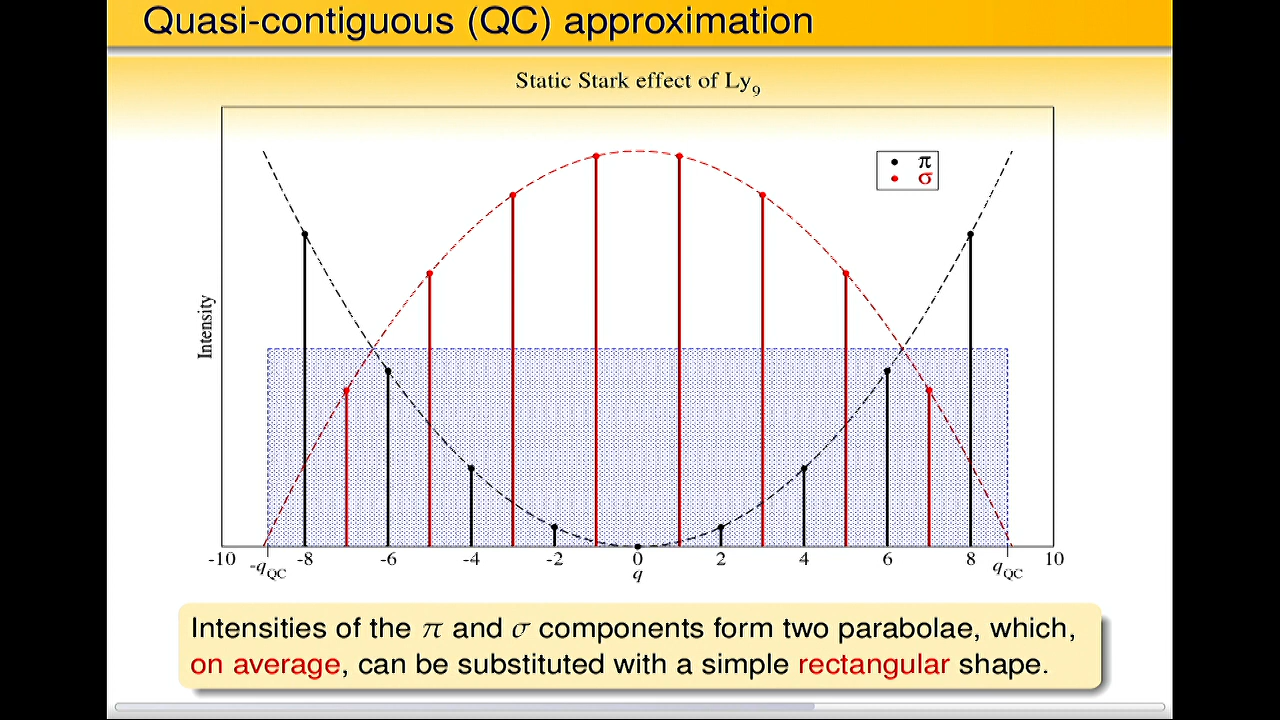 Quasi-contiguous (QC) approximation
Static Stark effect of Ly9
π
σ
Intensity
-10 -8 -6 -4 -2 0 2 4 6 8 10
-qQC q qQC
Intensities of the π and σ components form two parabolae, which,
on average, can be substituted with a simple rectangular shape.